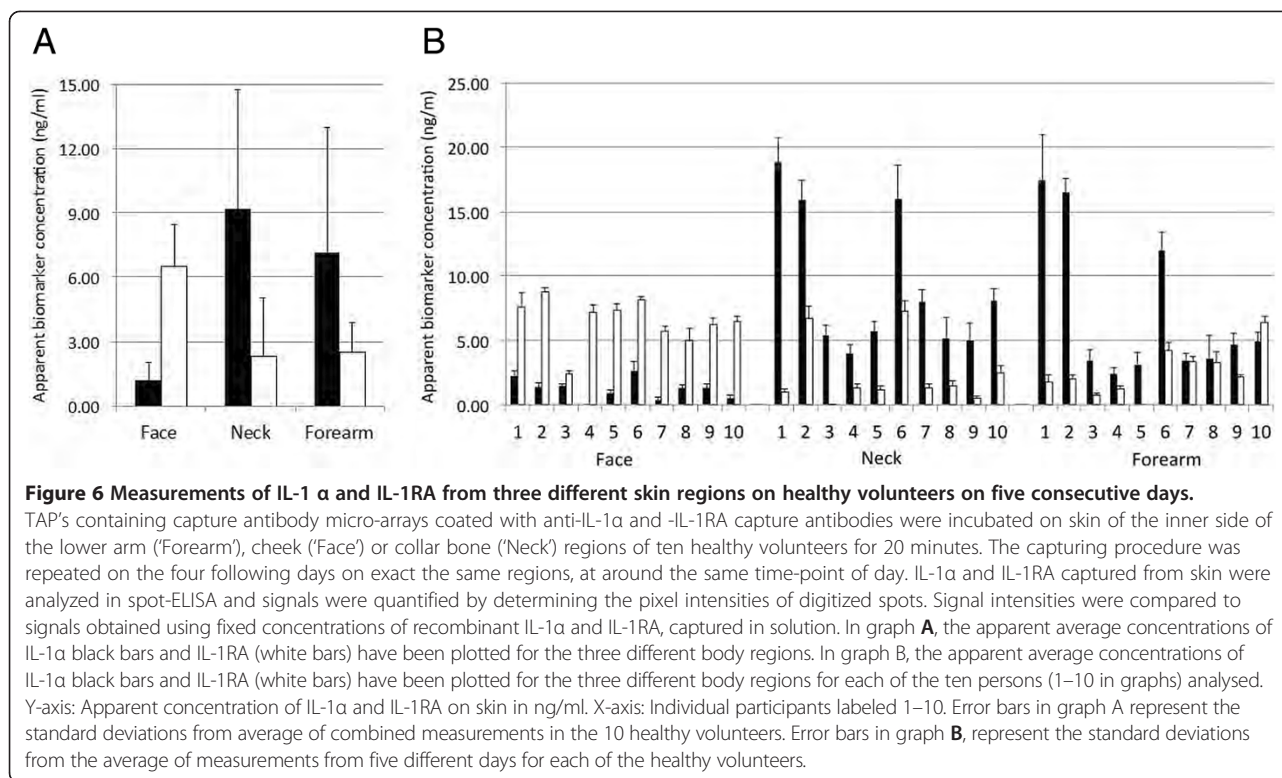 A
B
Apparent biomarker concentration (ng/ml)
15.00
12.00
9.00
6.00
3.00
0.00
Face Neck Forearm
Apparent biomarker concentration (ng/m)
25.00
20.00
15.00
10.00
5.00
0.00
1 2 3 4 5 6 7 8 9 10 1 2 3 4 5 6 7 8 9 10 1 2 3 4 5 6 7 8 9 10
Face Neck Forearm
Figure 6 Measurements of IL-1 α and IL-1RA from three different skin regions on healthy volunteers on five consecutive days.
TAP's containing capture antibody micro-arrays coated with anti-IL-1α and -IL-1RA capture antibodies were incubated on skin of the inner side of
the lower arm ('Forearm'), cheek ('Face') or collar bone ('Neck') regions of ten healthy volunteers for 20 minutes. The capturing procedure was
repeated on the four following days on exact the same regions, at around the same time-point of day. IL-1α and IL-1RA captured from skin were
analyzed in spot-ELISA and signals were quantified by determining the pixel intensities of digitized spots. Signal intensities were compared to
signals obtained using fixed concentrations of recombinant IL-1α and IL-1RA, captured in solution. In graph A, the apparent average concentrations of
IL-1α black bars and IL-1RA (white bars) have been plotted for the three different body regions. In graph B, the apparent average concentrations of
IL-1α black bars and IL-1RA (white bars) have been plotted for the three different body regions for each of the ten persons (1–10 in graphs) analysed.
Y-axis: Apparent concentration of IL-1α and IL-1RA on skin in ng/ml. X-axis: Individual participants labeled 1–10. Error bars in graph A represent the
standard deviations from average of combined measurements in the 10 healthy volunteers. Error bars in graph B, represent the standard deviations
from the average of measurements from five different days for each of the healthy volunteers.